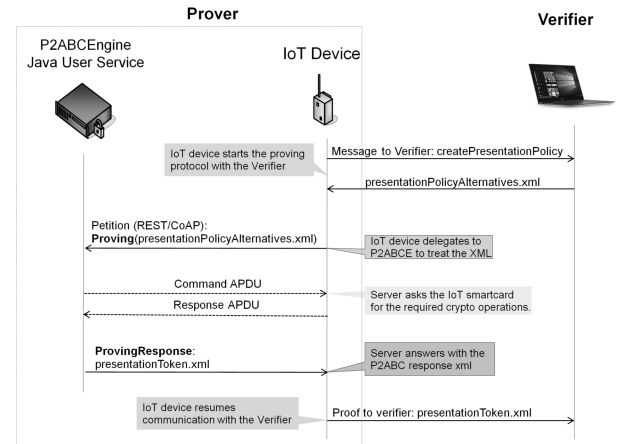 Prover
Verifier
P2ABCEngine
Java User Service
IoT Device
IoT device starts the proving
protocol with the Verifier
Message to Verifier: createPresentationPolicy
presentationPolicyAlternatives.xml
Petition (REST/CoAP):
Proving(presentationPolicyAlternatives.xml)
IoT device delegates to
P2ABCE to treat the XML
Command APDU
Response APDU
Server asks the IoT smartcard
for the required crypto operations.
ProvingResponse:
presentationToken.xml
Server answers with the
P2ABC response xml
IoT device resumes
communication with the Verifier
Proof to verifier: presentationToken.xml